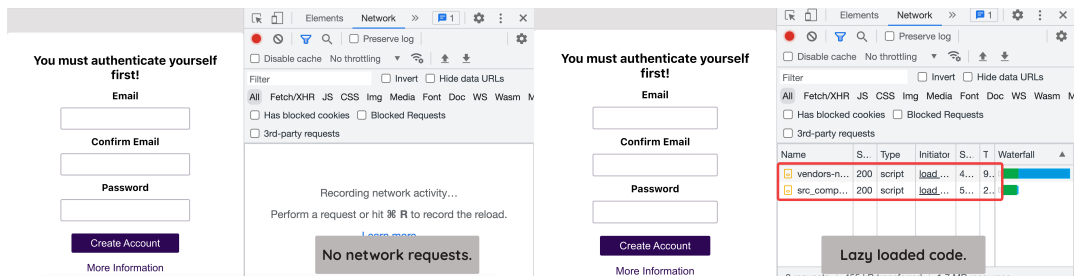 You must authenticate yourself
first!
Email
Confirm Email
Password
Create Account
More Information
Elements Network » 1
Preserve log
Disable cache No throttling
Filter Invert Hide data URLs
All Fetch/XHR JS CSS Img Media Font Doc WS Wasm M
Has blocked cookies Blocked Requests
3rd-party requests
Recording network activity…
Perform a request or hit ⌘ R to record the reload.
Learn more
No network requests.
You must authenticate yourself
first!
Email
Confirm Email
Password
Create Account
More Information
Elements Network » 1
Preserve log
Disable cache No throttling
Filter Invert Hide data URLs
All Fetch/XHR JS CSS Img Media Font Doc WS Wasm M
Has blocked cookies Blocked Requests
3rd-party requests
Name S... Type Initiator S... T Waterfall
vendors-n... 200 script load ... 4... 9..
src_comp... 200 script load ... 5... 2..
Lazy loaded code.